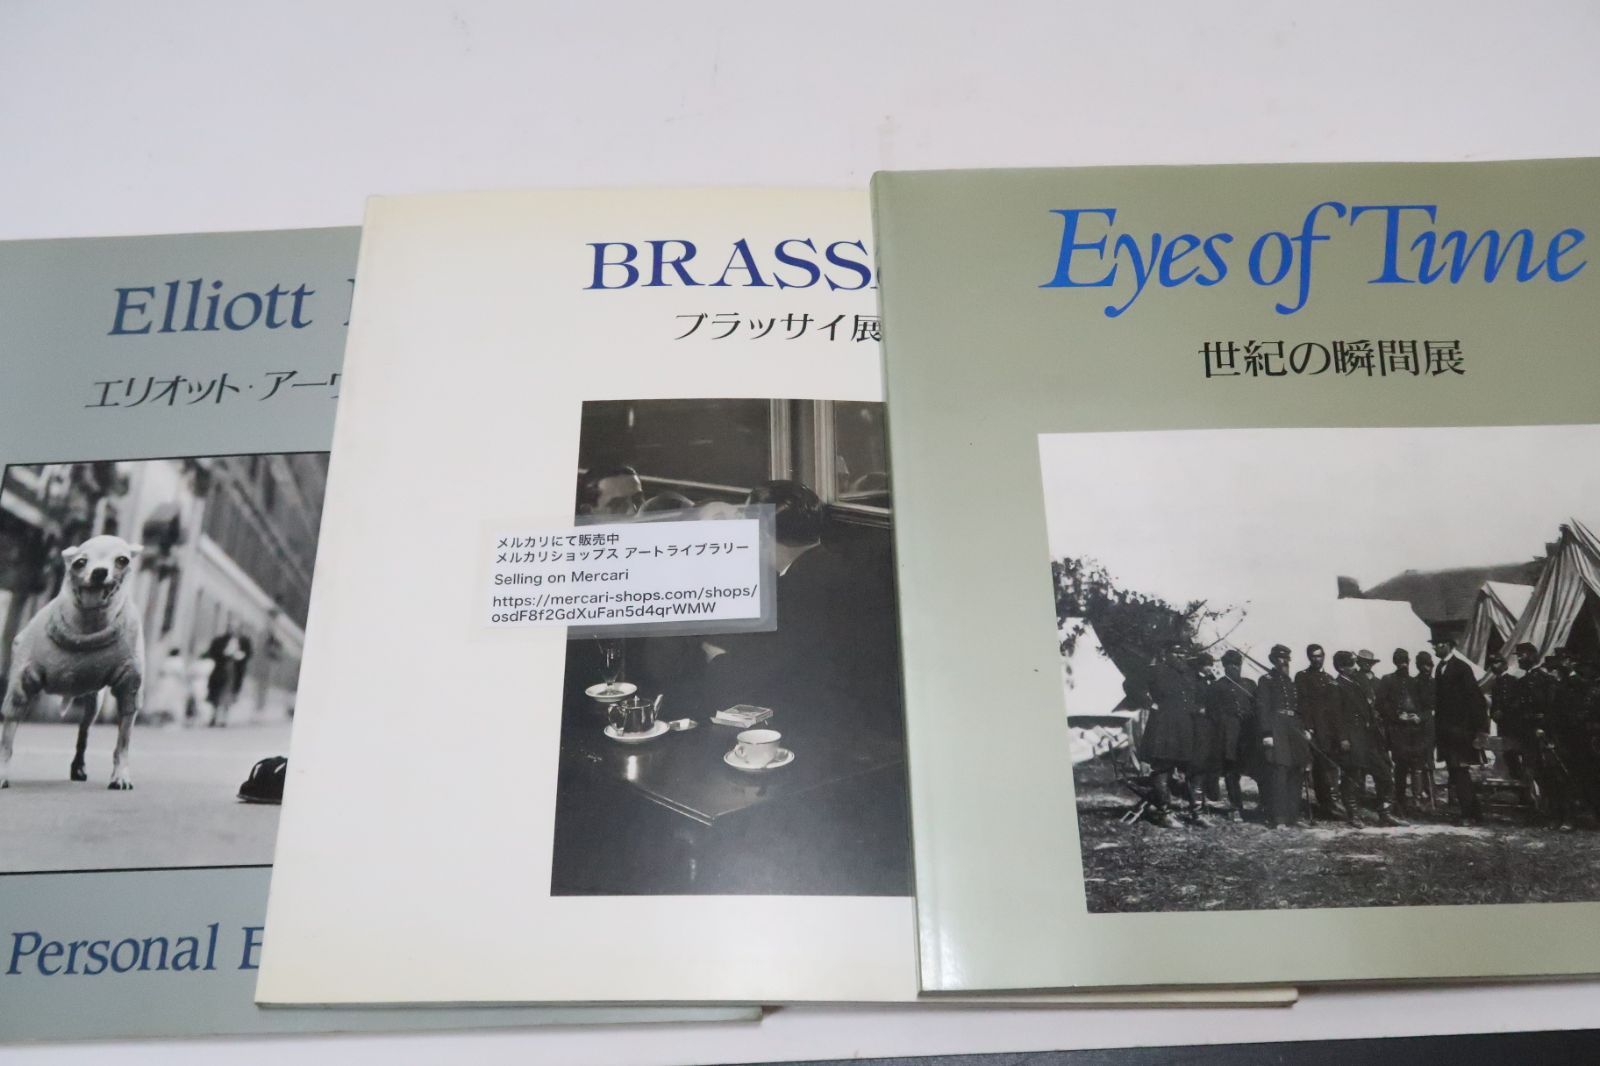 Elliott
エリオット・アーウ
Personal E
BRASS
ブラッサイ展
メルカリにて販売中
メルカリショップス アートライブラリー
Selling on Mercari
https://mercari-shops.com/shops/
osdF8f2GdXuFan5d4qrWMW
Eyes of Time
世紀の瞬間展